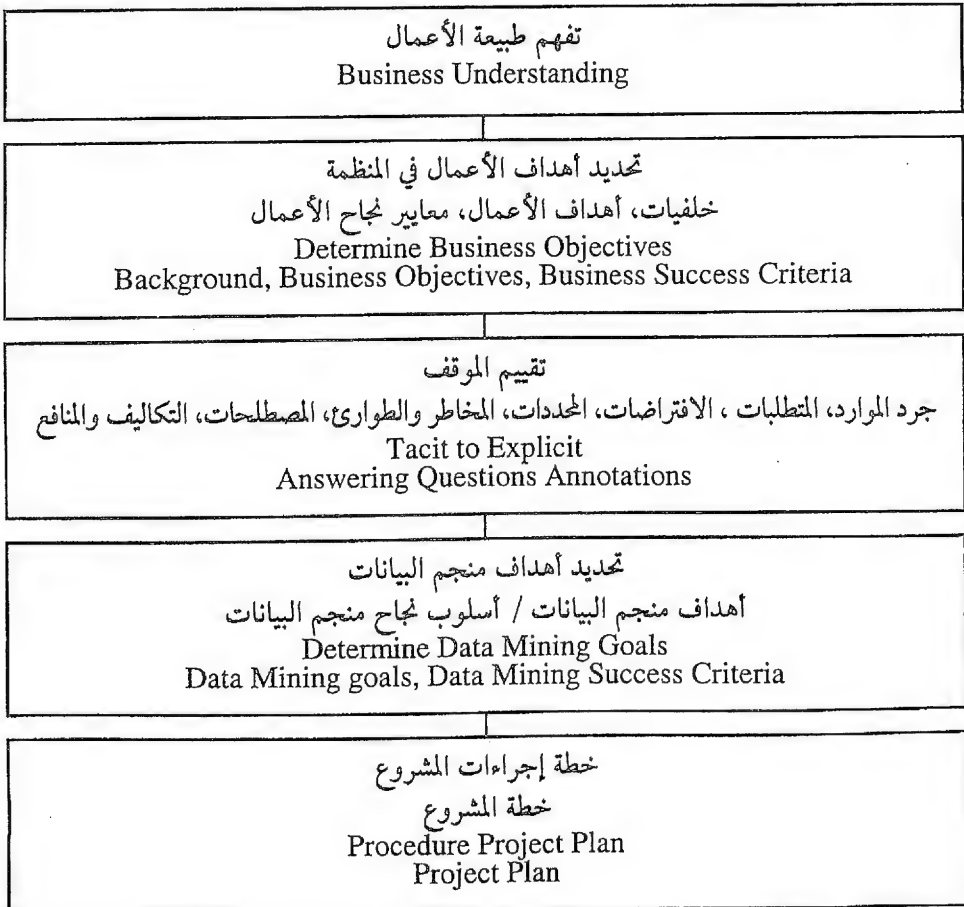 تفهم طبيعة الأعمال
Business Understanding
تحديد أهداف الأعمال في المنظمة
خلفيات، أهداف الأعمال، معايير نجاح الأعمال
Determine Business Objectives
Background, Business Objectives, Business Success Criteria
تقييم الموقف
جرد الموارد، المتطلبات ، الافتراضات، المحددات، المخاطر والطوارئ، المصطلحات، التكاليف والمنافع
Tacit to Explicit
Answering Questions Annotations
تحديد أهداف منجم البيانات
أهداف منجم البيانات / أسلوب نجاح منجم البيانات
Determine Data Mining Goals
Data Mining goals, Data Mining Success Criteria
خطة إجراءات المشروع
خطة المشروع
Procedure Project Plan
Project Plan